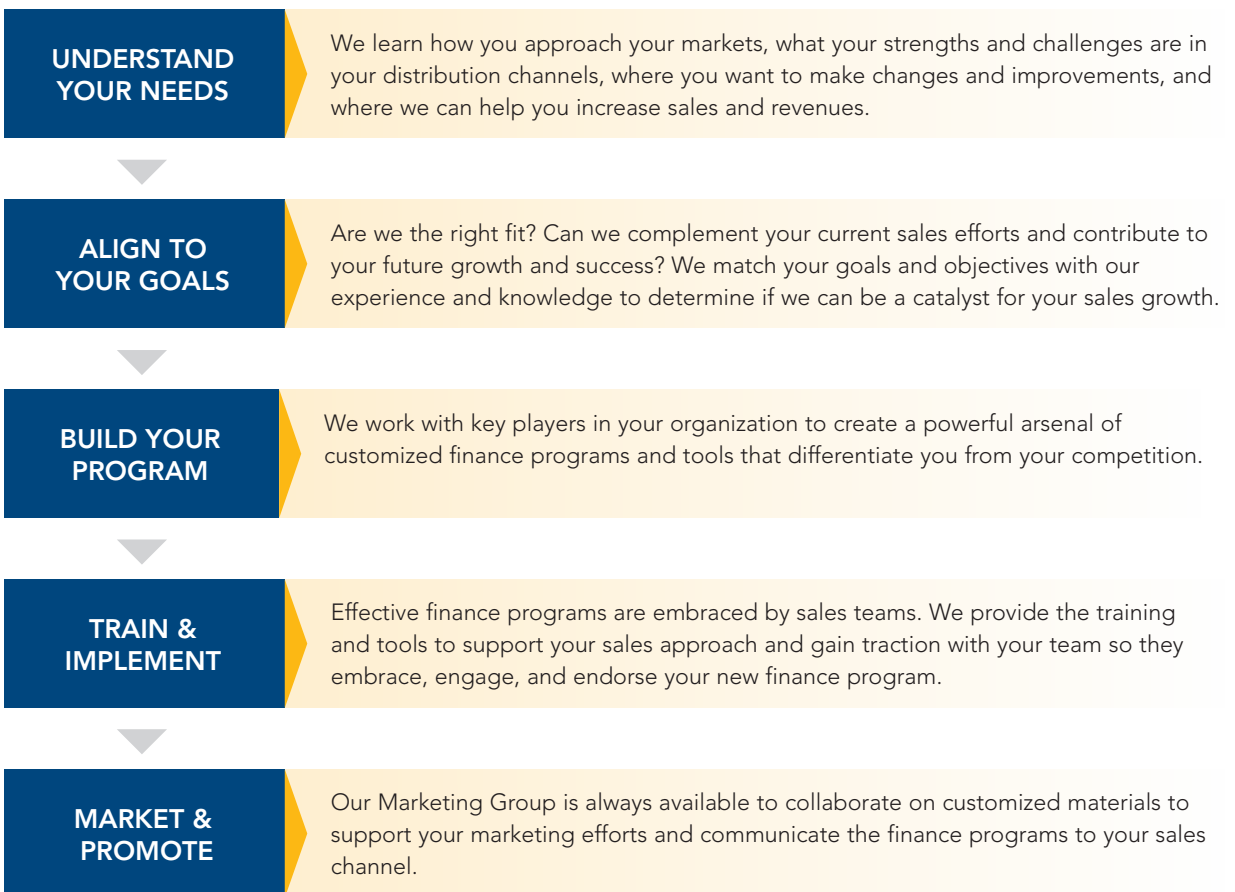 UNDERSTAND
YOUR NEEDS
We learn how you approach your markets, what your strengths and challenges are in
your distribution channels, where you want to make changes and improvements, and
where we can help you increase sales and revenues.
ALIGN TO
YOUR GOALS
Are we the right fit? Can we complement your current sales efforts and contribute to
your future growth and success? We match your goals and objectives with our
experience and knowledge to determine if we can be a catalyst for your sales growth.
BUILD YOUR
PROGRAM
We work with key players in your organization to create a powerful arsenal of
customized finance programs and tools that differentiate you from your competition.
TRAIN &
IMPLEMENT
Effective finance programs are embraced by sales teams. We provide the training
and tools to support your sales approach and gain traction with your team so they
embrace, engage, and endorse your new finance program.
MARKET &
PROMOTE
Our Marketing Group is always available to collaborate on customized materials to
support your marketing efforts and communicate the finance programs to your sales
channel.